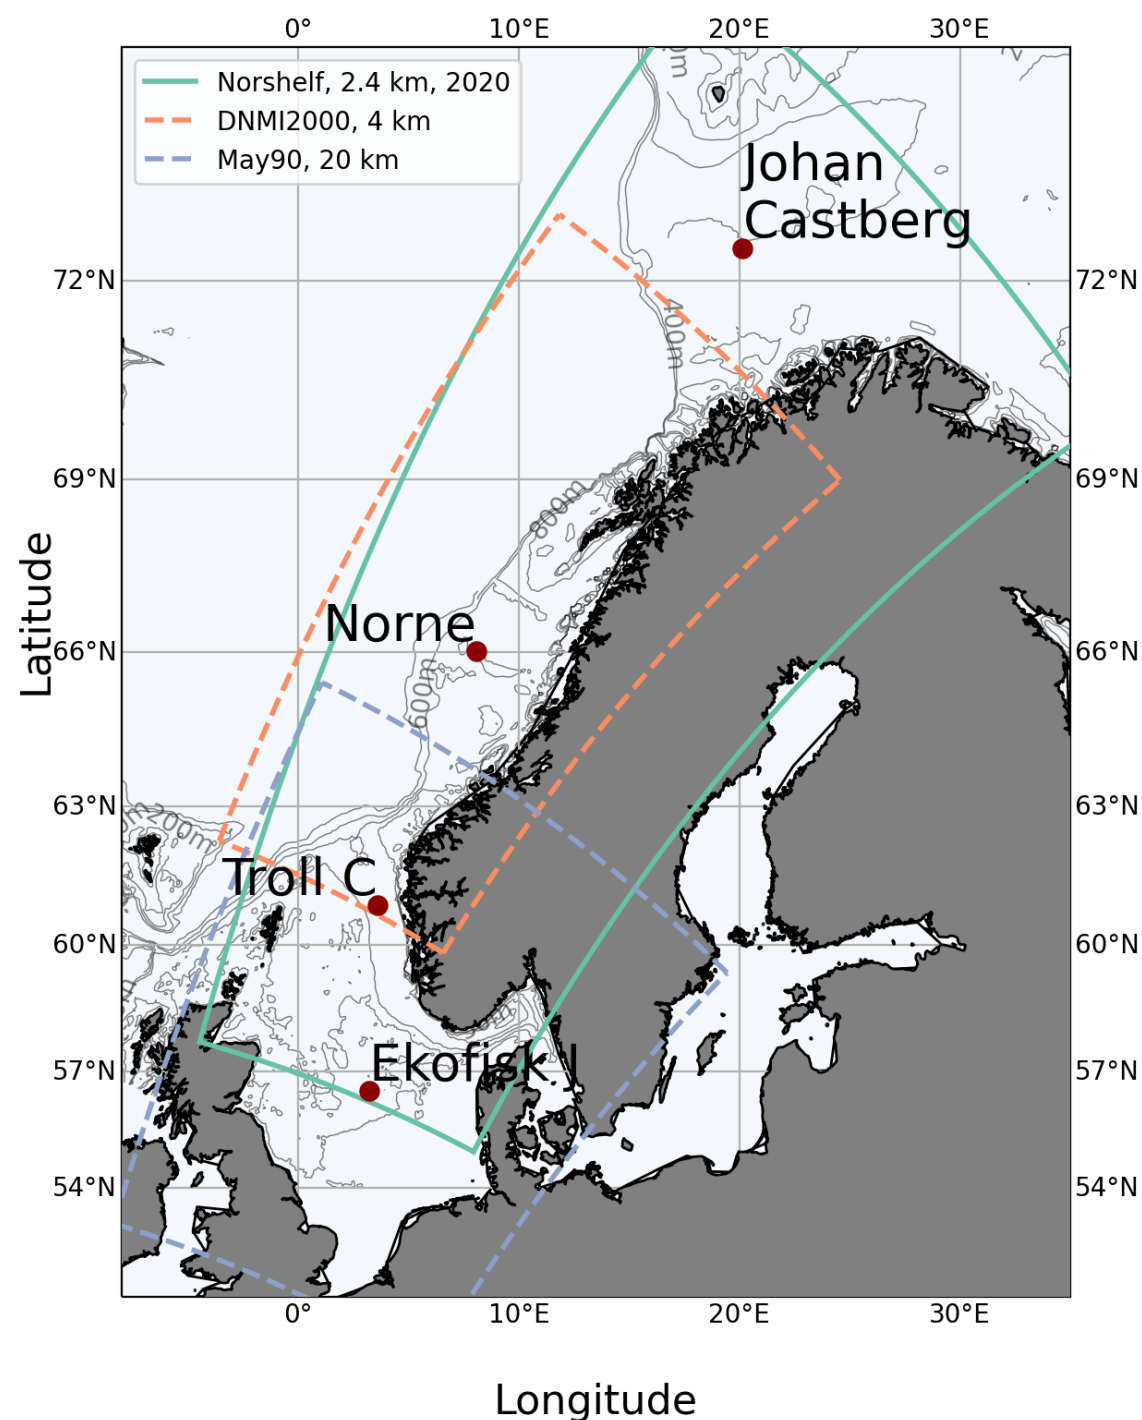 0° 10°E 20°E 30°E
Norshelf, 2.4 km, 2020
DNMI2000, 4 km
May90, 20 km
Johan
Castberg
72°N 72°N
400m
69°N 69°N
800m
Norne
66°N 66°N
600m
63°N 63°N
200m
Troll C
60°N 60°N
Ekofisk J
57°N 57°N
54°N 54°N
0° 10°E 20°E 30°E
Latitude
Longitude